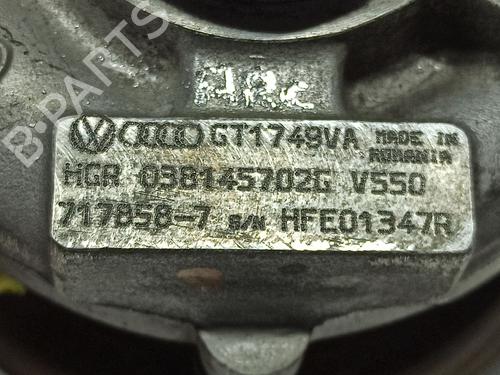 B-PARTS
GT1749VA MADE IN
ROMANIA
HGR 038145702G V550
717858-7 S/N HFE01347R